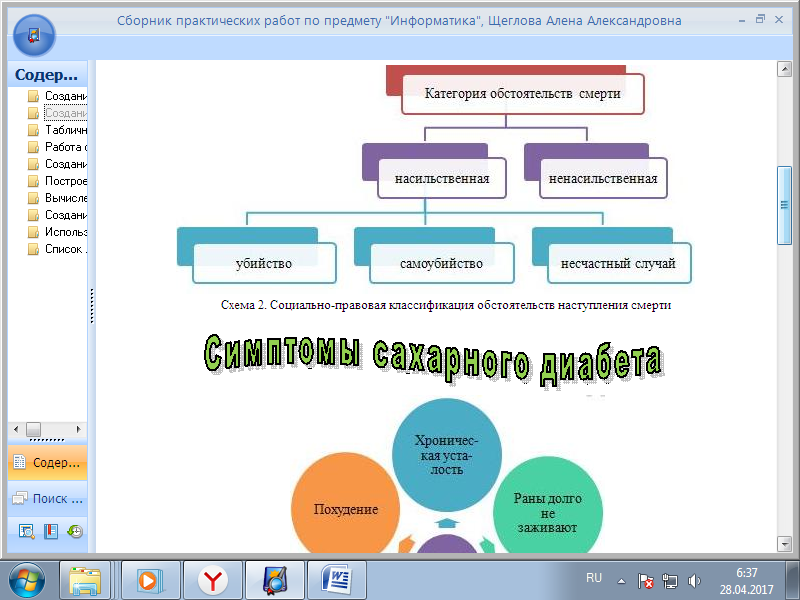 Сборник практических работ по предмету "Информатика", Щеглова Алена Александровна
Содер...
Создани
Создани
Табличн
Работа с
Создани
Построе
Вычисле
Создани
Использ
Список
Содер...
Поиск ...
Категория обстоятельств смерти
насильственная
ненасильственная
убийство
самоубийство
несчастный случай
Схема 2. Социально-правовая классификация обстоятельств наступления смерти
Симптомы сахарного диабета
Хроничес-
кая уста-
лость
Похудение
Раны долго
не
заживают
RU
6:37
28.04.2017